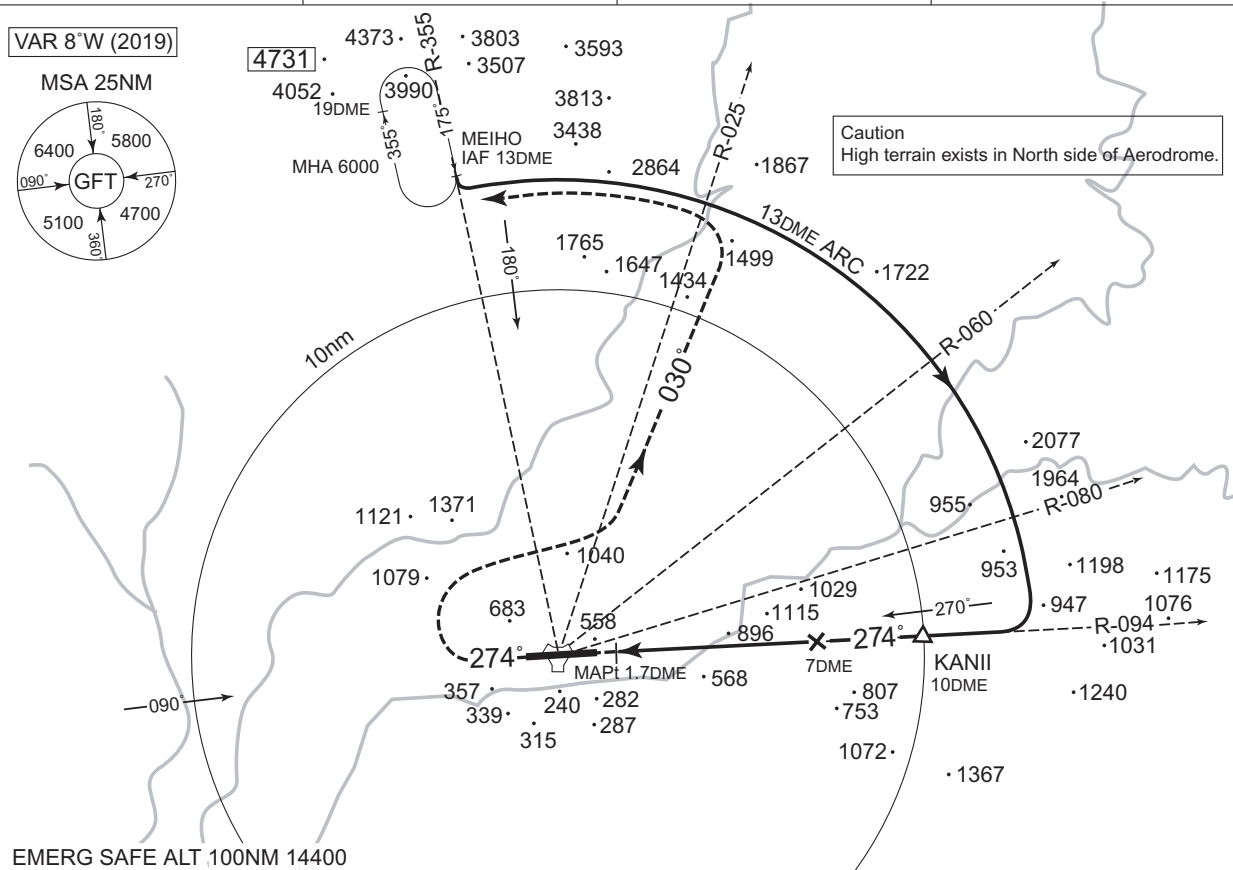 VAR 8˚W (2019)
MSA 25NM
180˚
6400
5800
090˚
GFT
270˚
5100
4700
360˚
4373
3803
3593
4731
3507
4052
3990
19DME
3813
3438
R-355
175˚
355˚
MHA 6000
MEIHO
IAF 13DME
2864
R-025
1867
Caution
High terrain exists in North side of Aerodrome.
13DME ARC
180˚
1765
1647
1499
1434
1722
10nm
030˚
R-060
2077
1964
R-080
955
1371
1121
1040
1079
953
1198
1175
1029
683
558
1115
270˚
947
1076
R-094
896
1031
274˚
274˚
MAPt 1.7DME
7DME
KANII
10DME
568
357
240
282
807
1240
090˚
339
287
753
315
1072
1367
EMERG SAFE ALT 100NM 14400